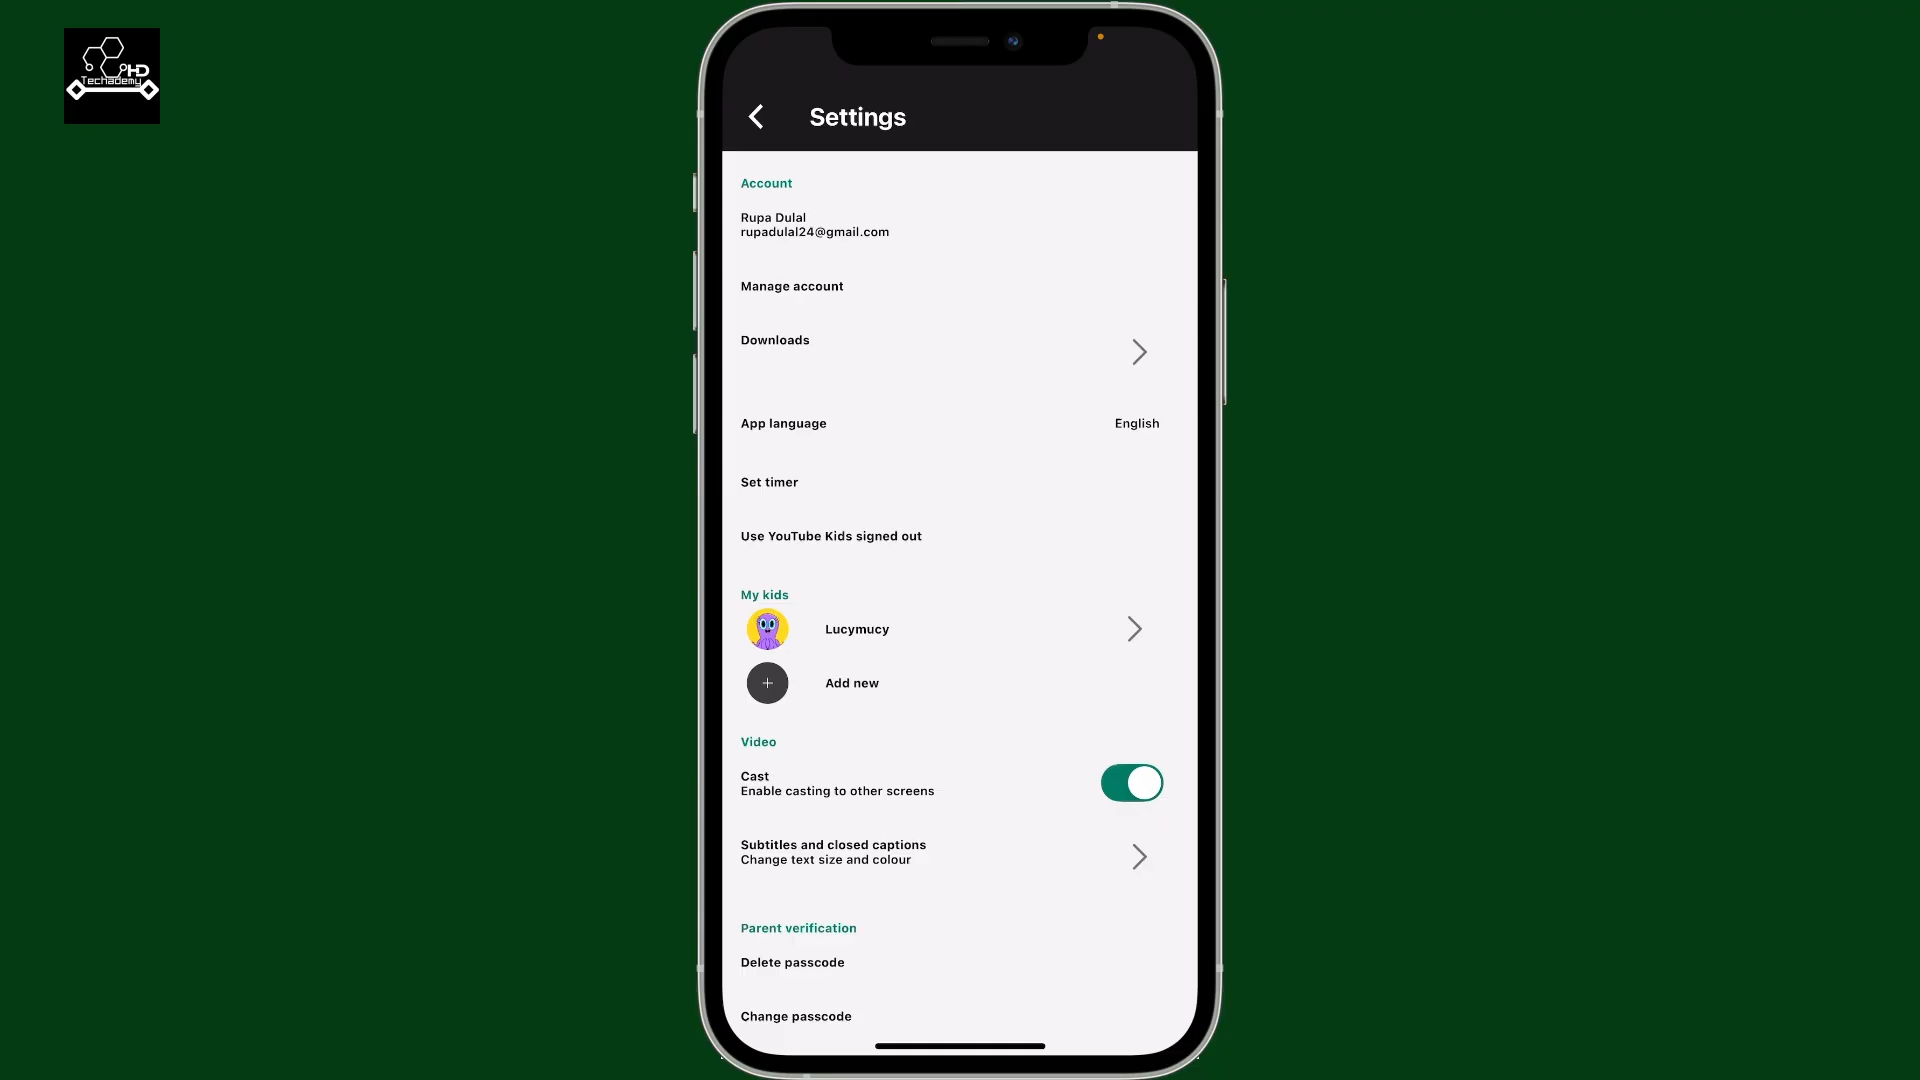 HD
Techademy
Settings
Account
Rupa Dulal
rupadulal24@gmail.com
Manage account
Downloads
App language
English
Set timer
Use YouTube Kids signed out
My kids
Lucymucy
Add new
Video
Cast
Enable casting to other screens
Subtitles and closed captions
Change text size and colour
Parent verification
Delete passcode
Change passcode